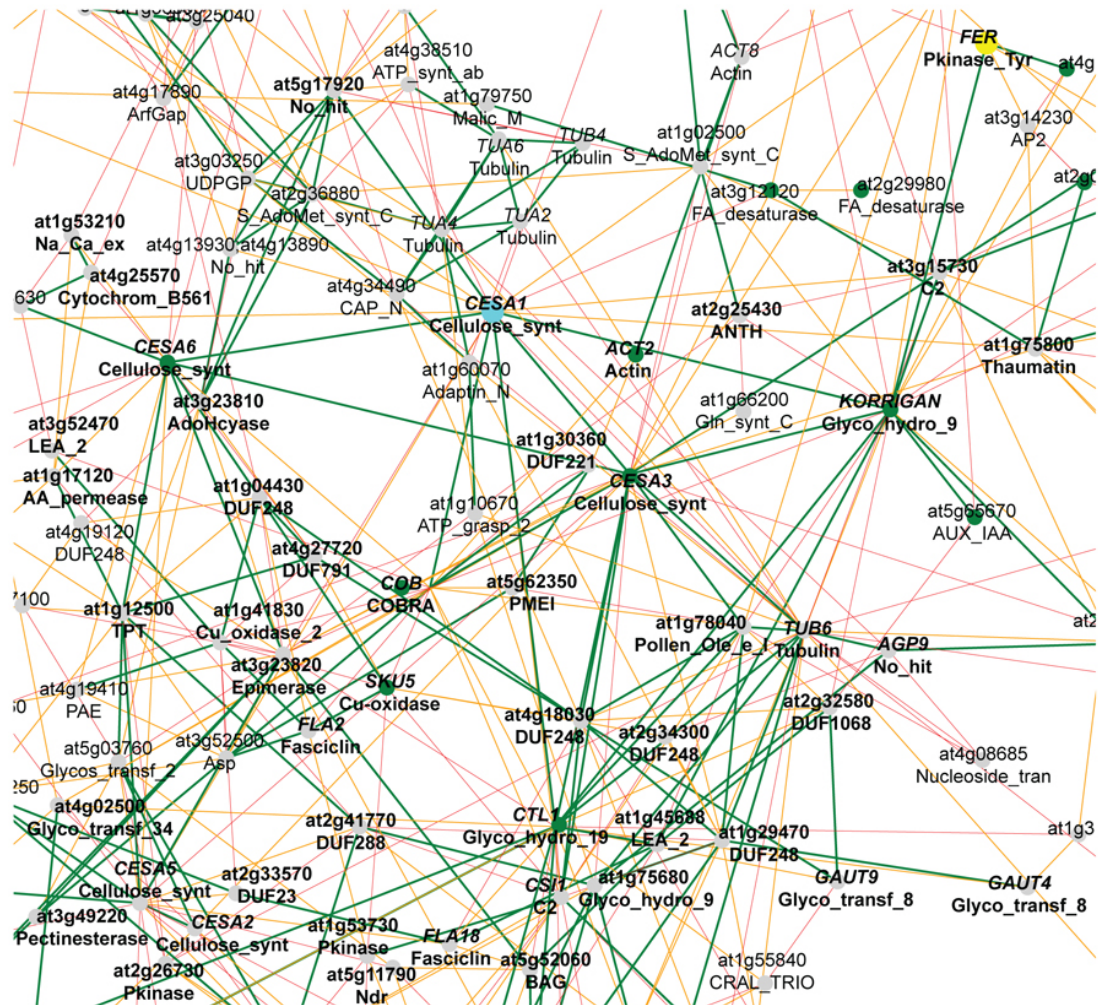 at3g25040
at4g38510
ATP_synt_ab
ACT8
Actin
FER
Pkinase_Tyr
at4g
at4g17890
ArfGap
at5g17920
No_hit
at1g79750
Malic_M
at3g14230
AP2
TUB4
Tubulin
TUA6
Tubulin
at1g02500
S_AdoMet_synt_C
at3g03250
UDPGP
at2g36880
S_AdoMet_synt_C
at3g12120
FA_desaturase
at2g29980
FA_desaturase
at1g53210
Na_Ca_ex
at4g13930;at4g13890
No_hit
TUA4
Tubulin
TUA2
Tubulin
at4g25570
Cytochrom_B561
at4g34490
CAP_N
at3g15730
C2
630
CESA1
Cellulose_synt
at2g25430
ANTH
CESA6
Cellulose_synt
ACT2
Actin
at1g75800
Thaumatin
at1g60070
Adaptin_N
at3g23810
AdoHcyase
at1g66200
Gln_synt_C
KORRIGAN
Glyco_hydro_9
at3g52470
LEA_2
at1g30360
DUF221
at1g17120
AA_permease
at1g04430
DUF248
CESA3
Cellulose_synt
at4g19120
DUF248
at1g10670
ATP_grasp_2
at5g65670
AUX_IAA
at4g27720
DUF791
COB
COBRA
at5g62350
PMEI
7100
at1g12500
TPT
at1g41830
Cu_oxidase_2
at1g78040
Pollen_Ole_e_I
TUB6
Tubulin
at2
AGP9
No_hit
at3g23820
Epimerase
at4g19410
PAE
SKU5
Cu-oxidase
at2g32580
DUF1068
at4g18030
DUF248
at2g34300
DUF248
FLA2
Fasciclin
at3g52500
Asp
at5g03760
Glycos_transf_2
at4g08685
Nucleoside_tran
250
at4g02500
Glyco_transf_34
at2g41770
DUF288
CTL1
Glyco_hydro_19
at1g45688
LEA_2
at1g29470
DUF248
at1g3
CESA5
Cellulose_synt
at2g33570
DUF23
CSI1
C2
at1g75680
Glyco_hydro_9
GAUT9
Glyco_transf_8
GAUT4
Glyco_transf_8
at3g49220
Pectinesterase
CESA2
Cellulose_synt
at1g53730
Pkinase
FLA18
Fasciclin
at2g26730
Pkinase
at5g11790
Ndr
at5g52060
BAG
at1g55840
CRAL_TRIO